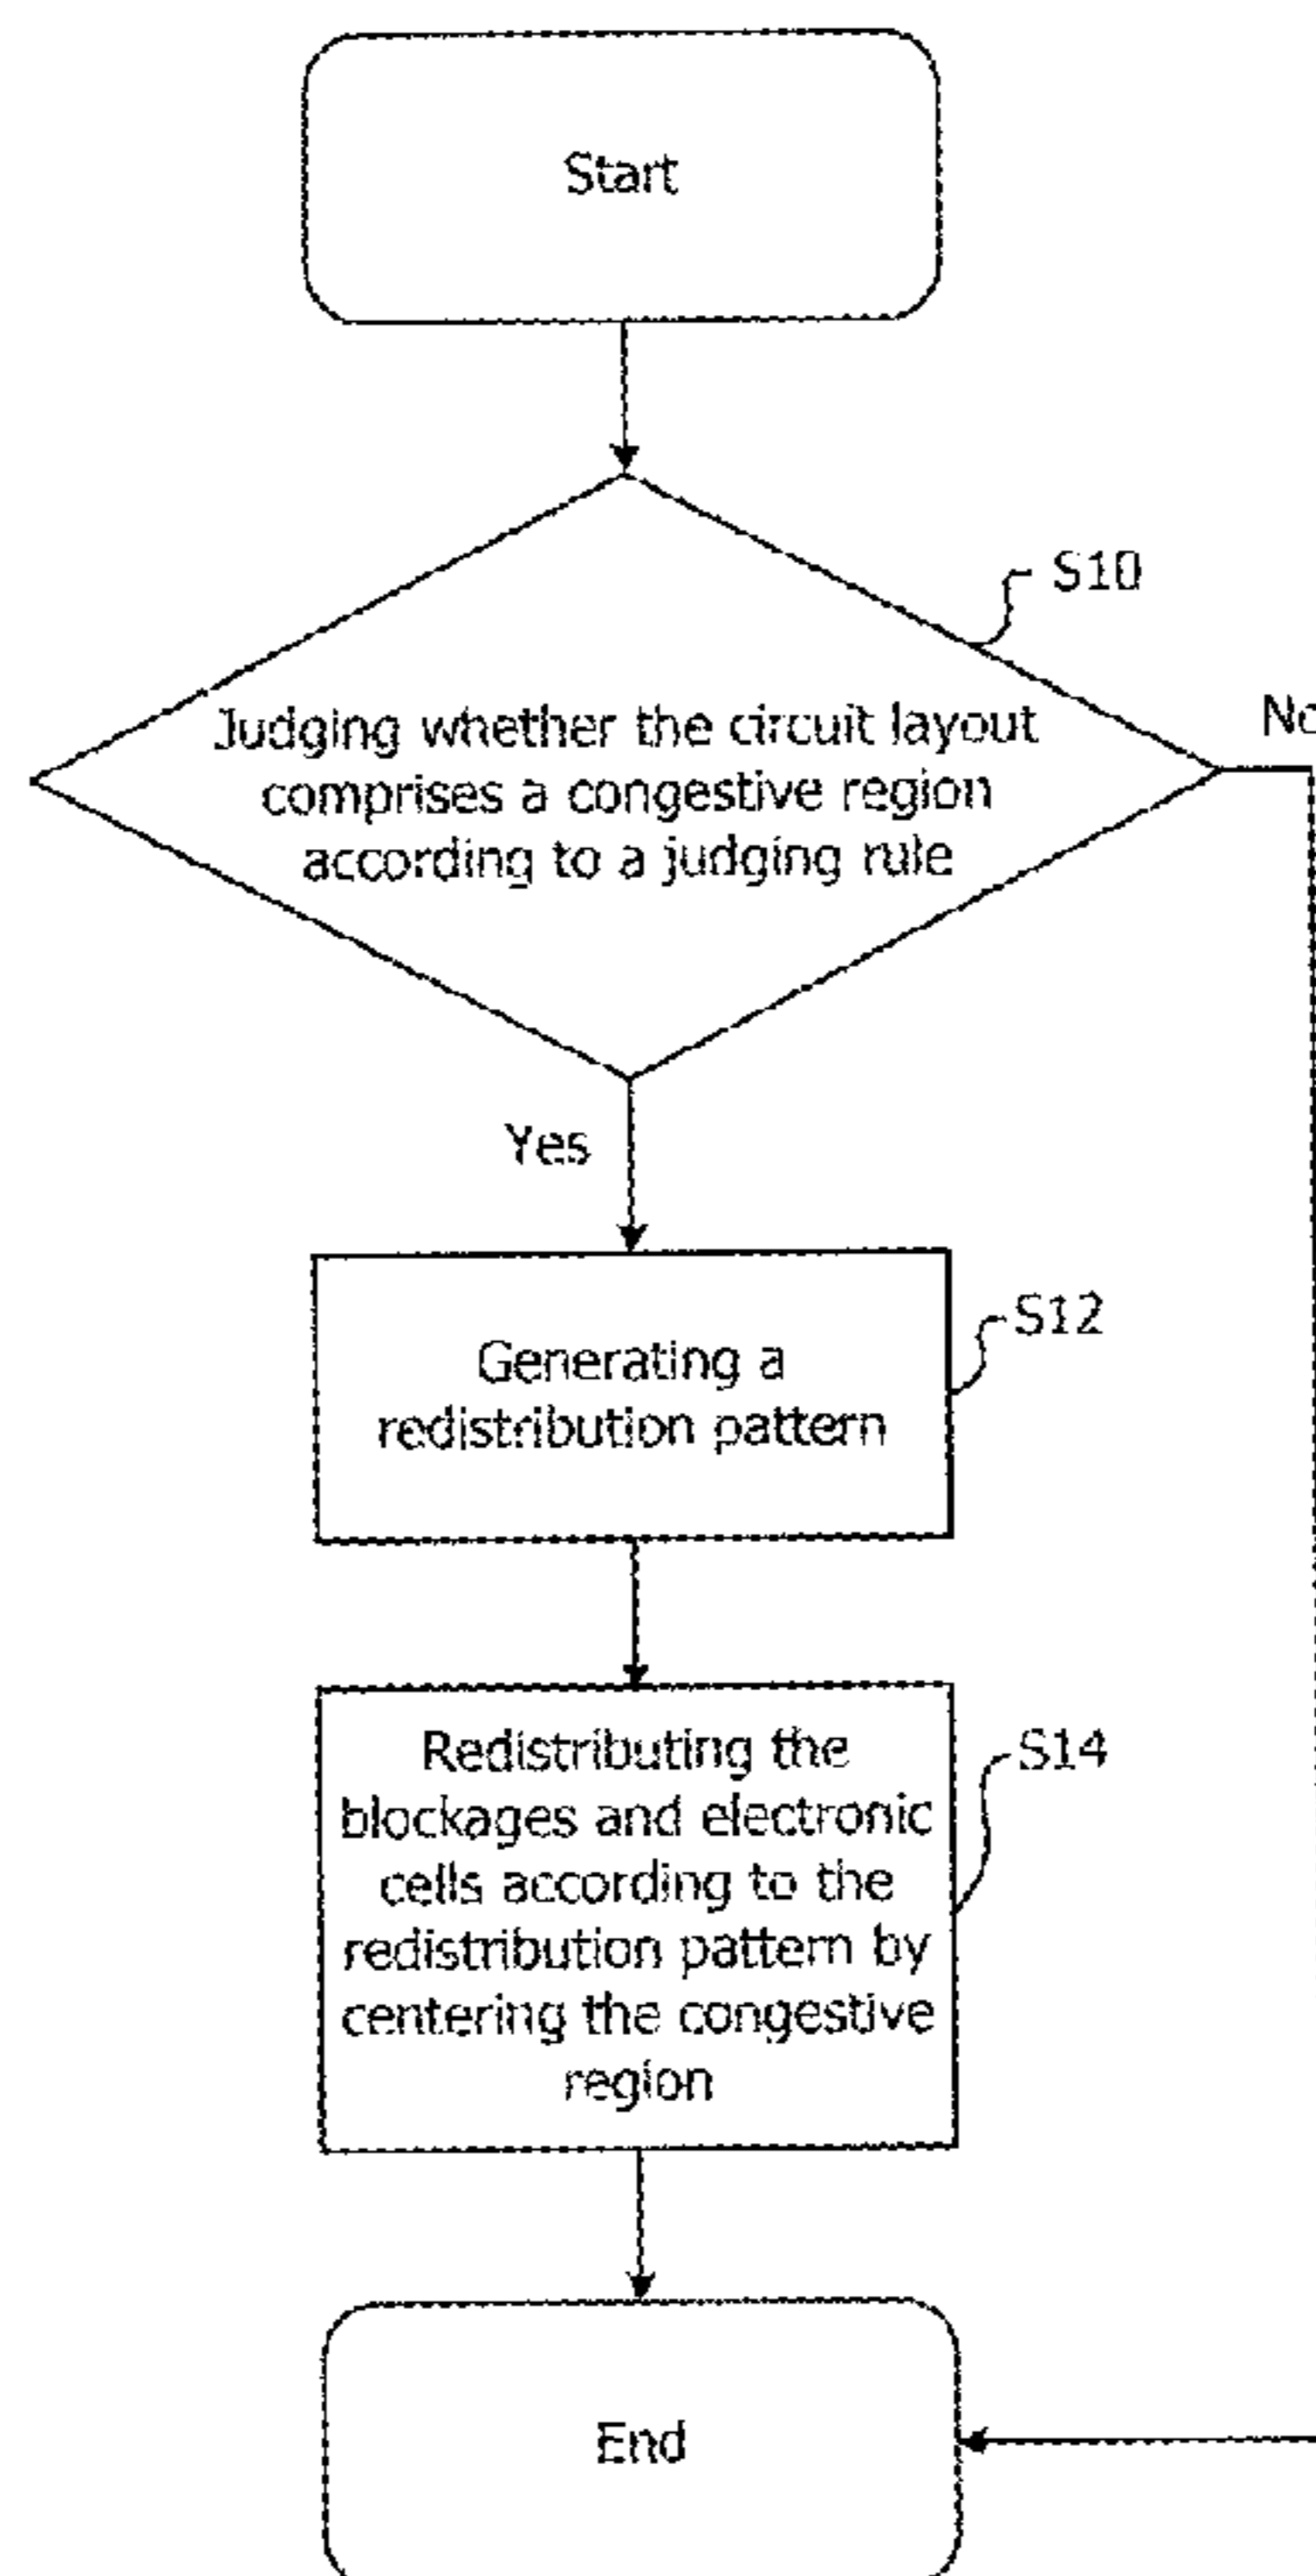 Start
S10
Judging whether the circuit layout
comprises a congestive region
according to a judging rule
No
Yes
Generating a
redistribution pattern
S12
Redistributing the
blockages and electronic
cells according to the
redistribution pattern by
centering the congestive
region
S14
End